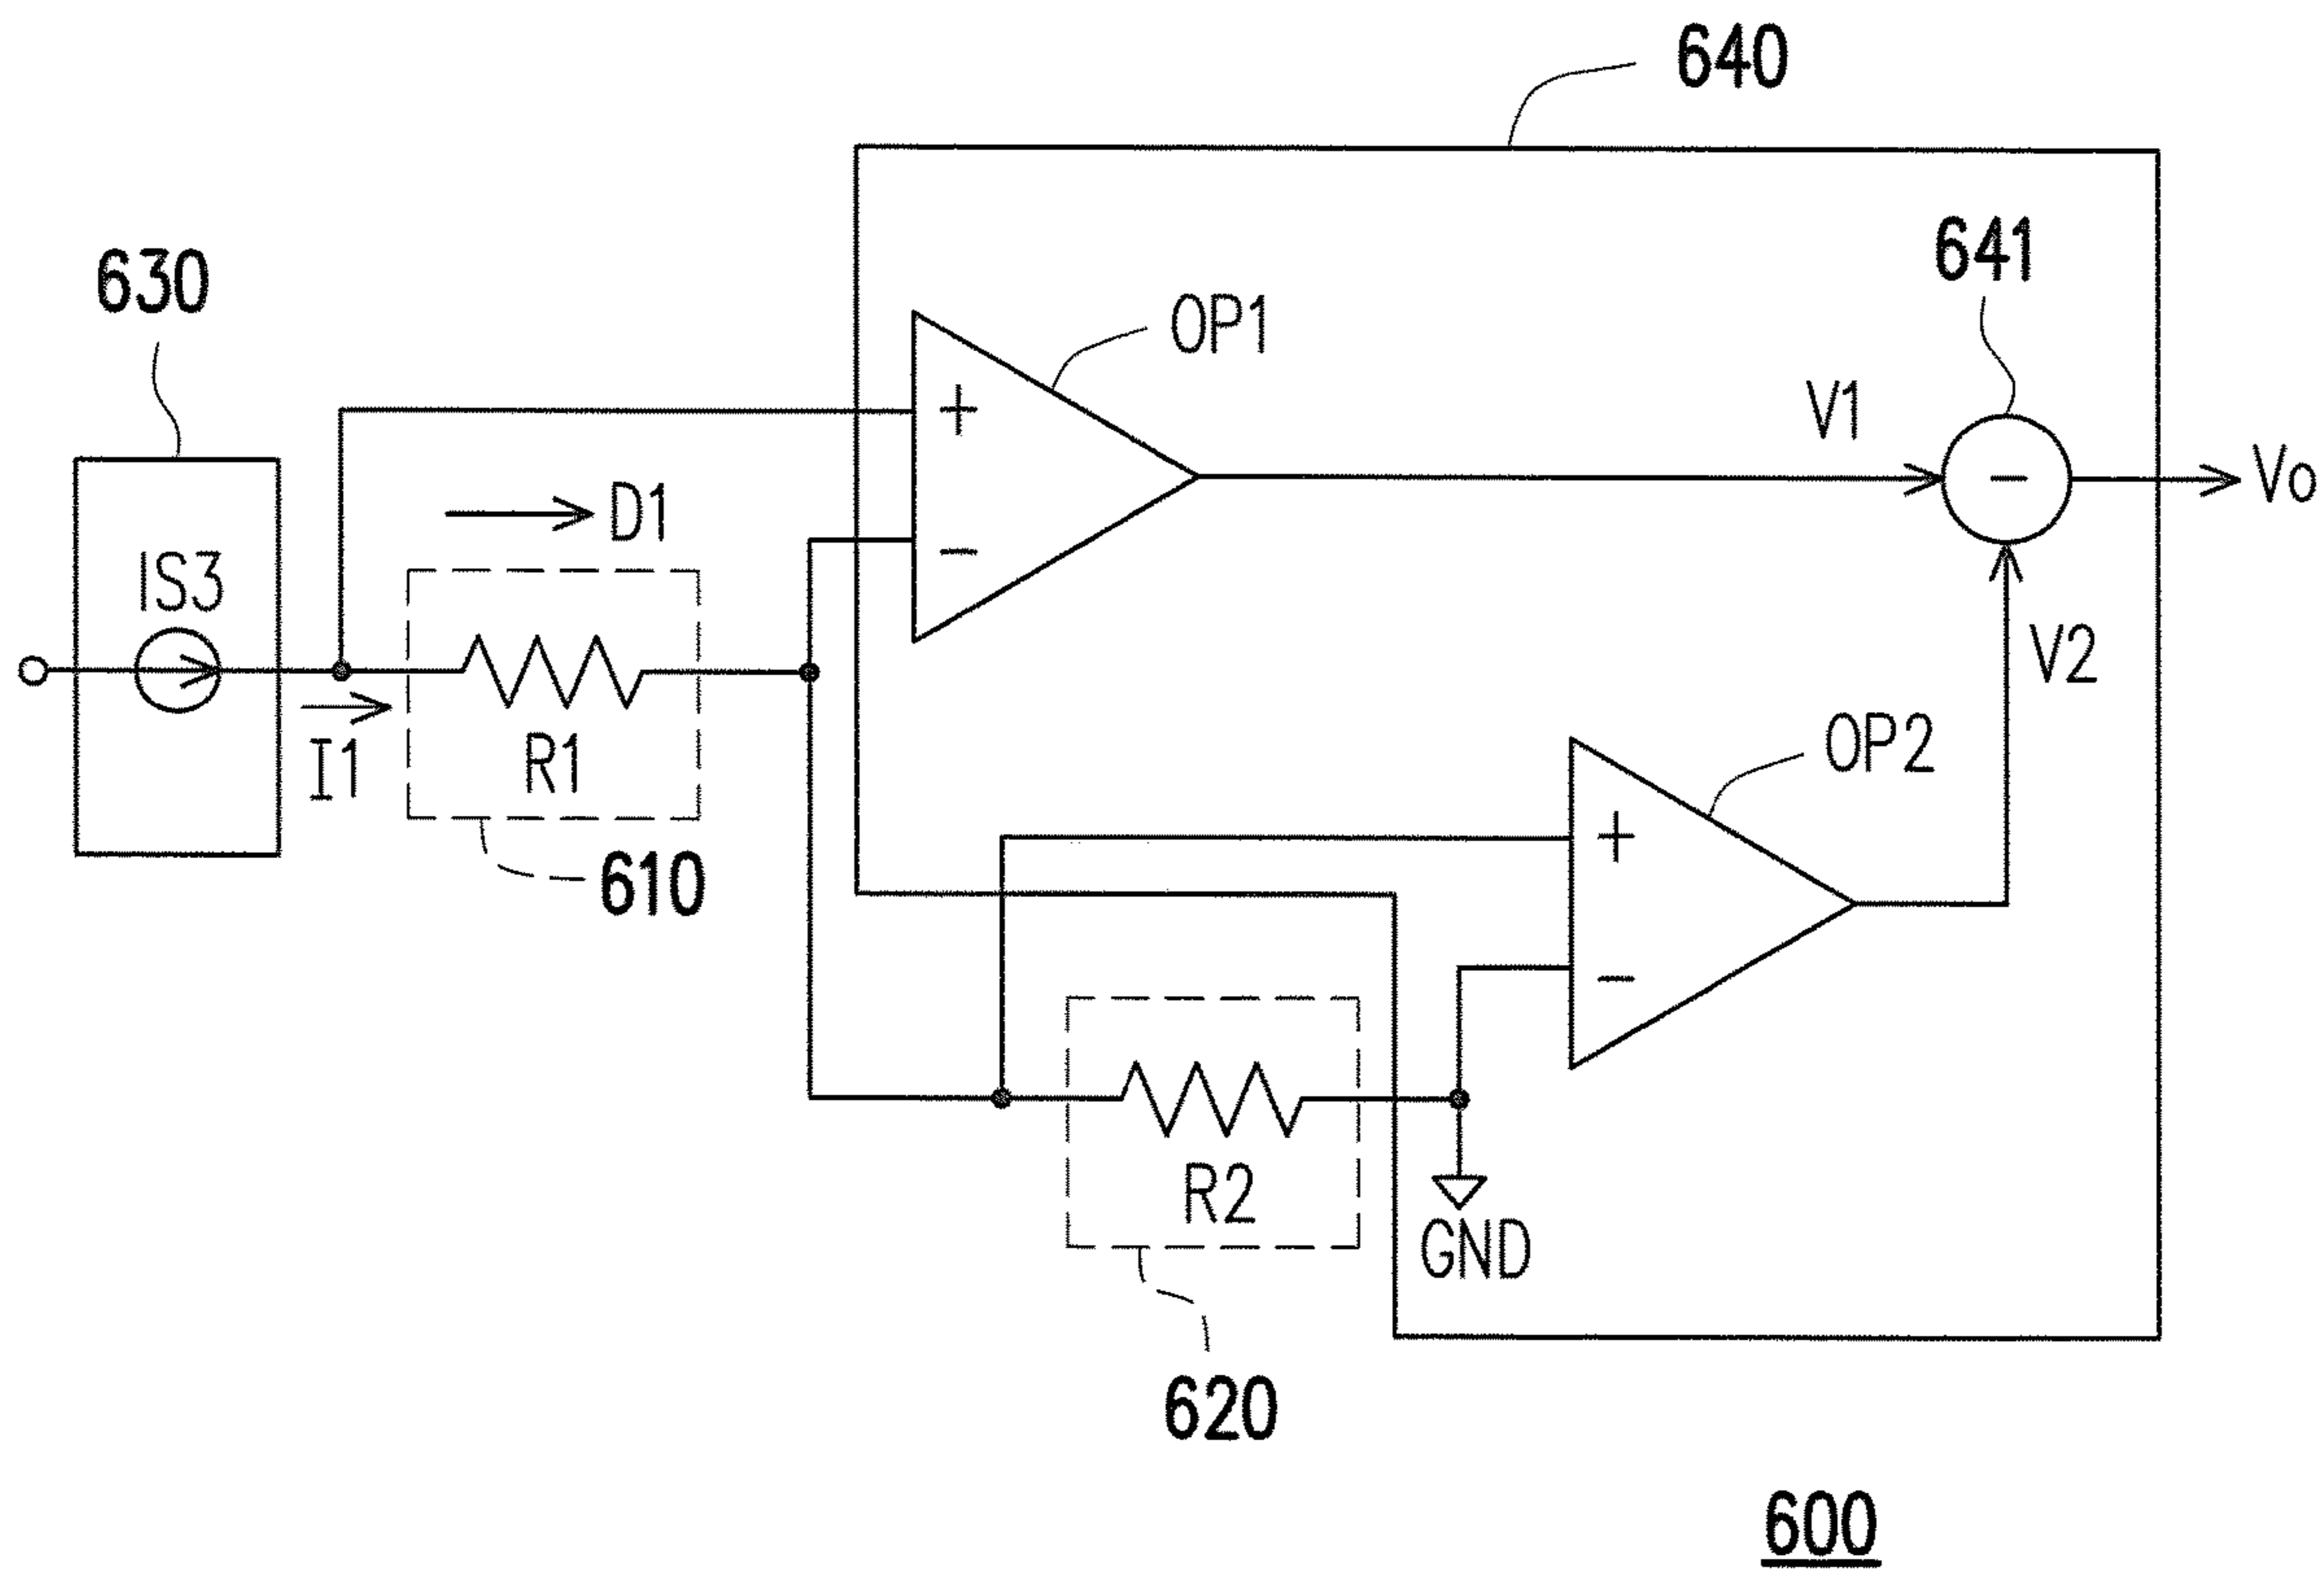 640
641
630
OP1
V1
Vo
D1
IS3
V2
OP2
I1
R1
610
+
−
−
+
−
R2
GND
620
600